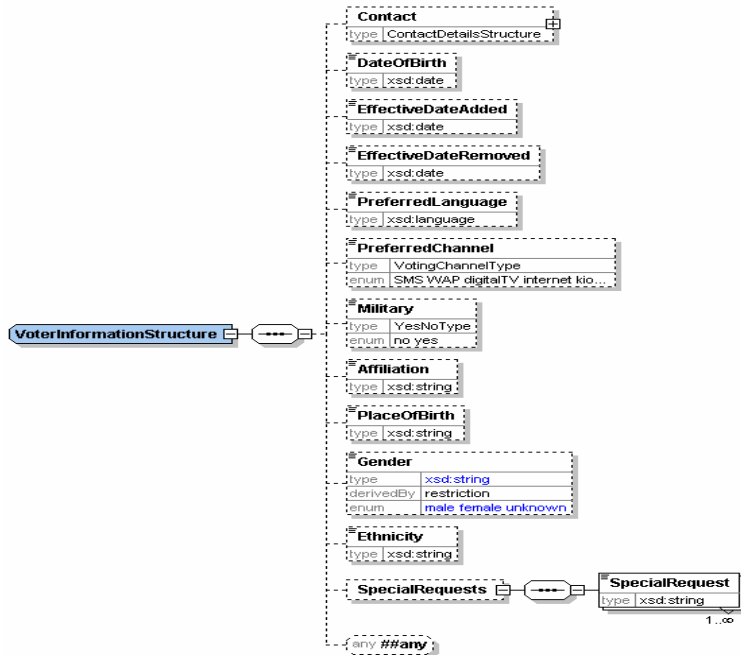 Contact
type ContactDetailsStructure
DateOfBirth
type xsd:date
EffectiveDateAdded
type xsd:date
EffectiveDateRemoved
type xsd:date
PreferredLanguage
type xsd:language
PreferredChannel
type VotingChannelType
enum SMS WAP digitalTV internet kio...
Military
type YesNoType
enum no yes
VoterInformationStructure
Affiliation
type xsd:string
PlaceOfBirth
type xsd:string
Gender
type xsd:string
derivedBy restriction
enum male female unknown
Ethnicity
type xsd:string
SpecialRequests
SpecialRequest
type xsd:string
1..∞
any ##any